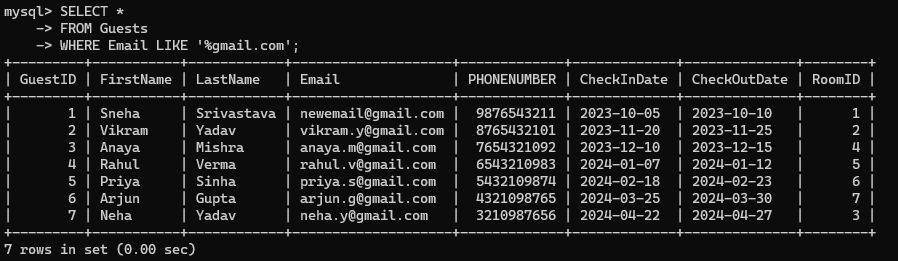 mysql> SELECT *
    -> FROM Guests
    -> WHERE Email LIKE '%gmail.com';
+---------+-----------+------------+--------------------+-------------+-------------+--------------+--------+
| GuestID | FirstName | LastName   | Email              | PHONENUMBER | CheckInDate | CheckOutDate | RoomID |
+---------+-----------+------------+--------------------+-------------+-------------+--------------+--------+
|       1 | Sneha     | Srivastava | newemail@gmail.com |  9876543211 | 2023-10-05  | 2023-10-10   |      1 |
|       2 | Vikram    | Yadav      | vikram.y@gmail.com |  8765432101 | 2023-11-20  | 2023-11-25   |      2 |
|       3 | Anaya     | Mishra     | anaya.m@gmail.com  |  7654321092 | 2023-12-10  | 2023-12-15   |      4 |
|       4 | Rahul     | Verma      | rahul.v@gmail.com  |  6543210983 | 2024-01-07  | 2024-01-12   |      5 |
|       5 | Priya     | Sinha      | priya.s@gmail.com  |  5432109874 | 2024-02-18  | 2024-02-23   |      6 |
|       6 | Arjun     | Gupta      | arjun.g@gmail.com  |  4321098765 | 2024-03-25  | 2024-03-30   |      7 |
|       7 | Neha      | Yadav      | neha.y@gmail.com   |  3210987656 | 2024-04-22  | 2024-04-27   |      3 |
+---------+-----------+------------+--------------------+-------------+-------------+--------------+--------+
7 rows in set (0.00 sec)